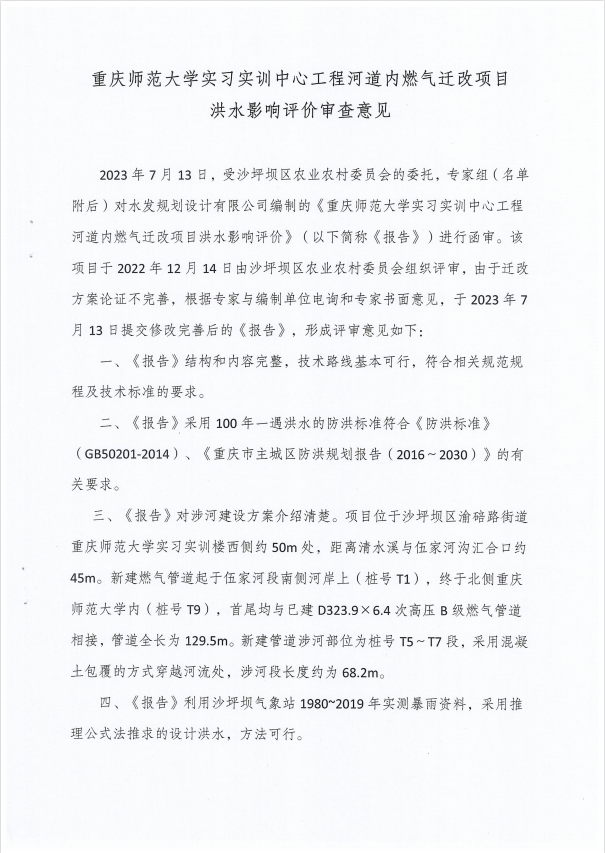 重庆师范大学实习实训中心工程河道内燃气迁改项目
洪水影响评价审查意见
2023 年 7 月 13 日，受沙坪坝区农业农村委员会的委托，专家组（名单
附后）对水发规划设计有限公司编制的《重庆师范大学实习实训中心工程
河道内燃气迁改项目洪水影响评价》（以下简称《报告》）进行函审。该
项目于 2022 年 12 月 14 日由沙坪坝区农业农村委员会组织评审，由于迁改
方案论证不完善，根据专家与编制单位电询和专家书面意见，于 2023 年 7
月 13 日提交修改完善后的《报告》，形成评审意见如下：
一、《报告》结构和内容完整，技术路线基本可行，符合相关规范规
程及技术标准的要求。
二、《报告》采用 100 年一遇洪水的防洪标准符合《防洪标准》
（GB50201-2014）、《重庆市主城区防洪规划报告（2016～2030）》的有
关要求。
三、《报告》对涉河建设方案介绍清楚。项目位于沙坪坝区渝碚路街道
重庆师范大学实习实训楼西侧约 50m 处，距离清水溪与伍家河沟汇合口约
45m。新建燃气管道起于伍家河段南侧河岸上（桩号 T1），终于北侧重庆
师范大学内（桩号 T9），首尾均与已建 D323.9×6.4 次高压 B 级燃气管道
相接，管道全长为 129.5m。新建管道涉河部位为桩号 T5～T7 段，采用混凝
土包覆的方式穿越河流处，涉河段长度约为 68.2m。
四、《报告》利用沙坪坝气象站 1980~2019 年实测暴雨资料，采用推
理公式法推求的设计洪水，方法可行。